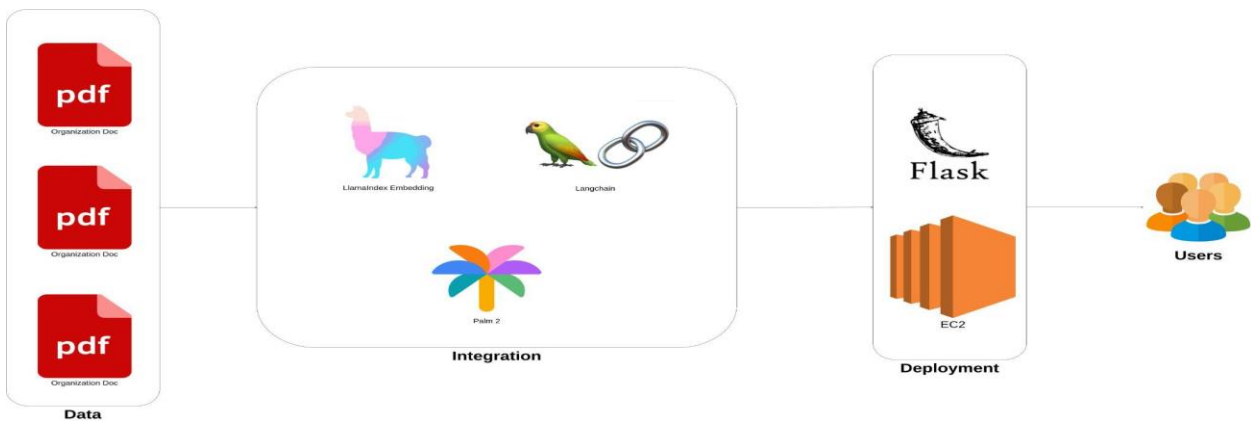 pdf
Organization Doc
pdf
Organization Doc
pdf
Organization Doc
Data
LlamaIndex Embedding
Langchain
Palm 2
Integration
Flask
EC2
Deployment
Users